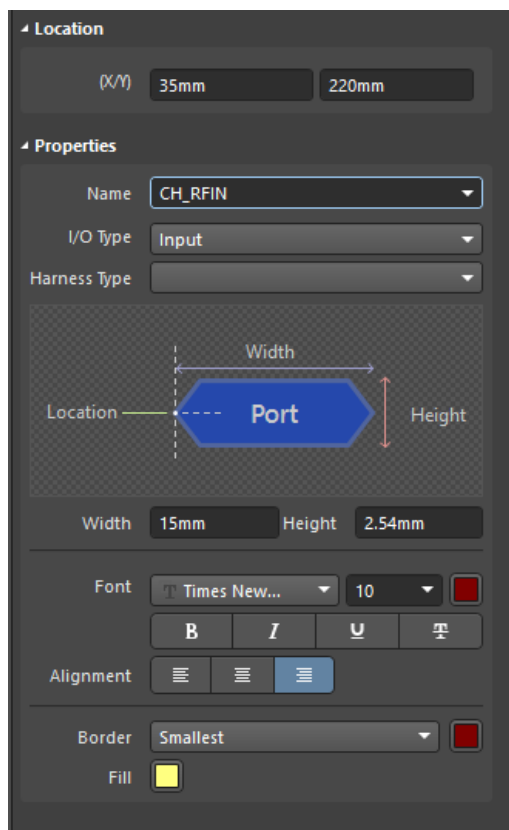 Location
(X/Y) 35mm 220mm
Properties
Name CH_RFIN
I/O Type Input
Harness Type
Width
Location Port Height
Width 15mm Height 2.54mm
Font T Times New... 10
B I U T
Alignment
Border Smallest
Fill